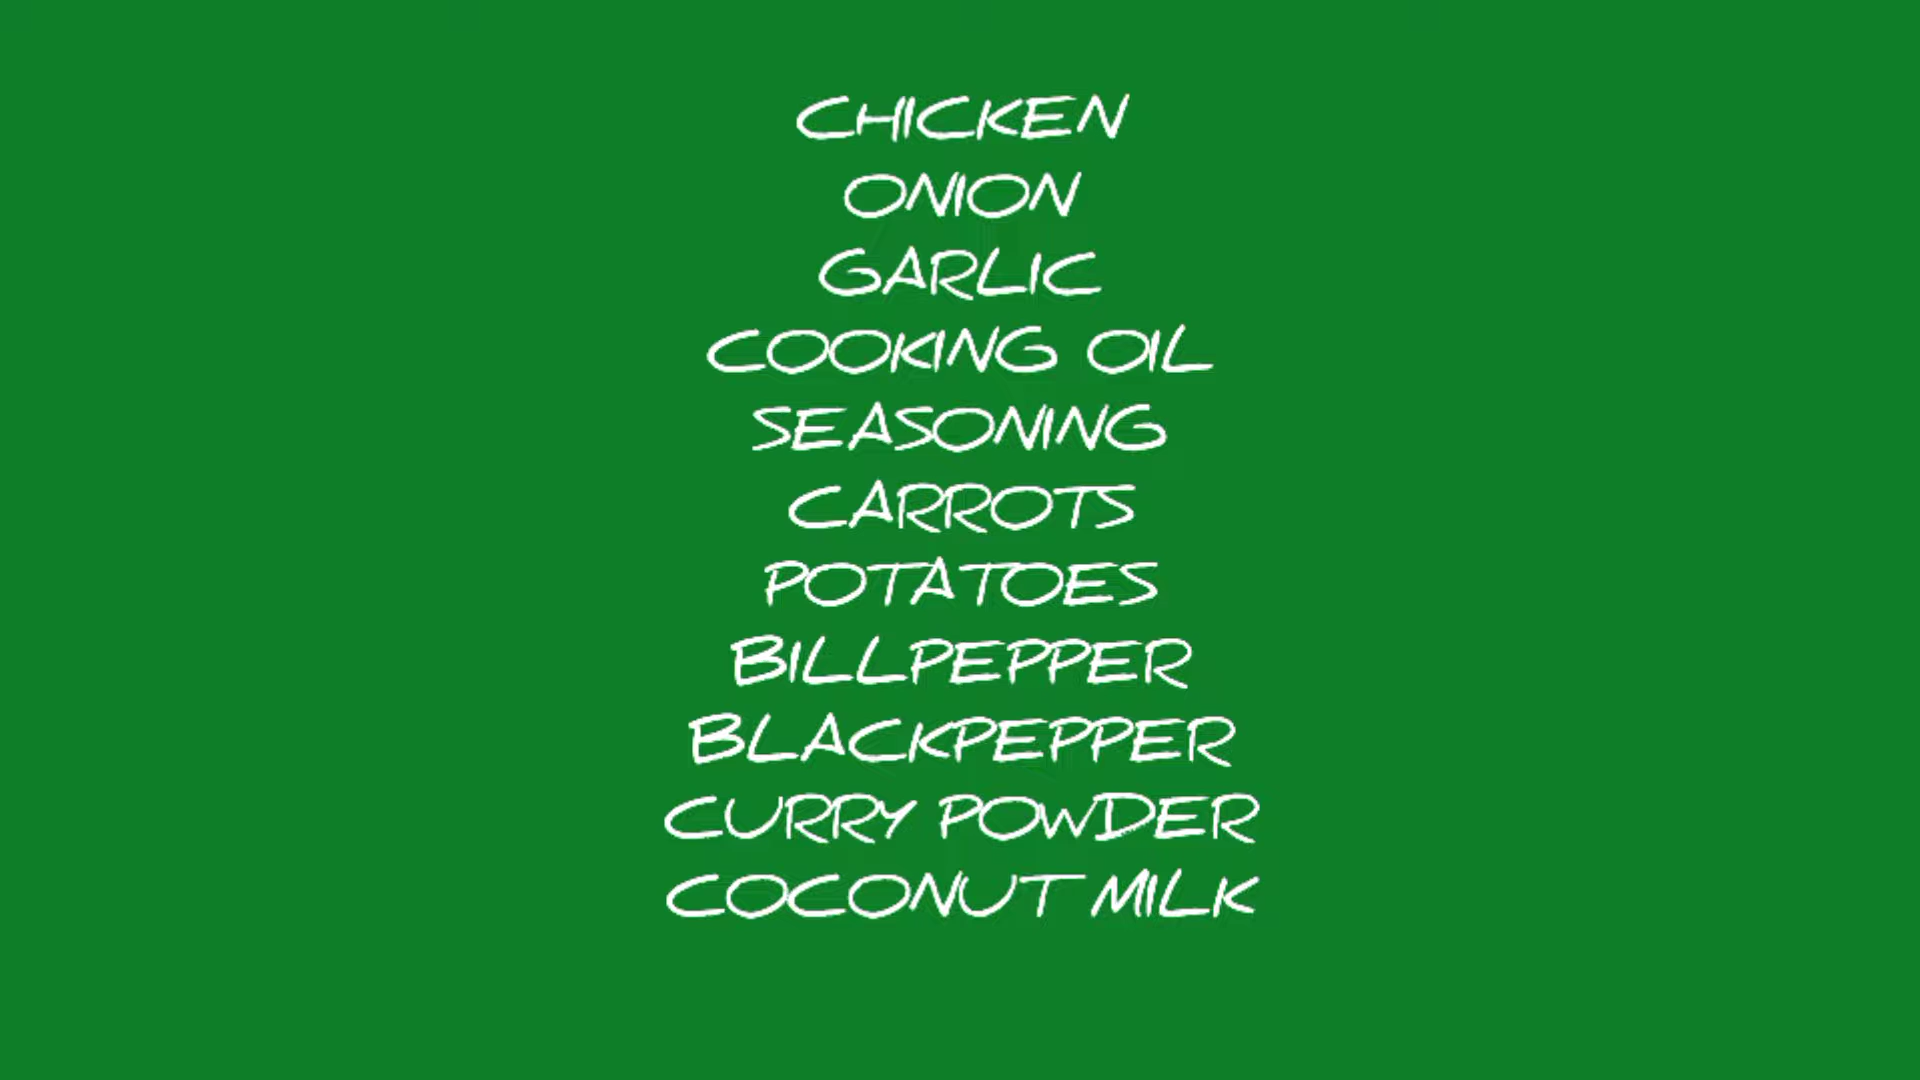 CHICKEN
ONION
GARLIC
COOKING OIL
SEASONING
CARROTS
POTATOES
BILLPEPPER
BLACKPEPPER
CURRY POWDER
COCONUT MILK